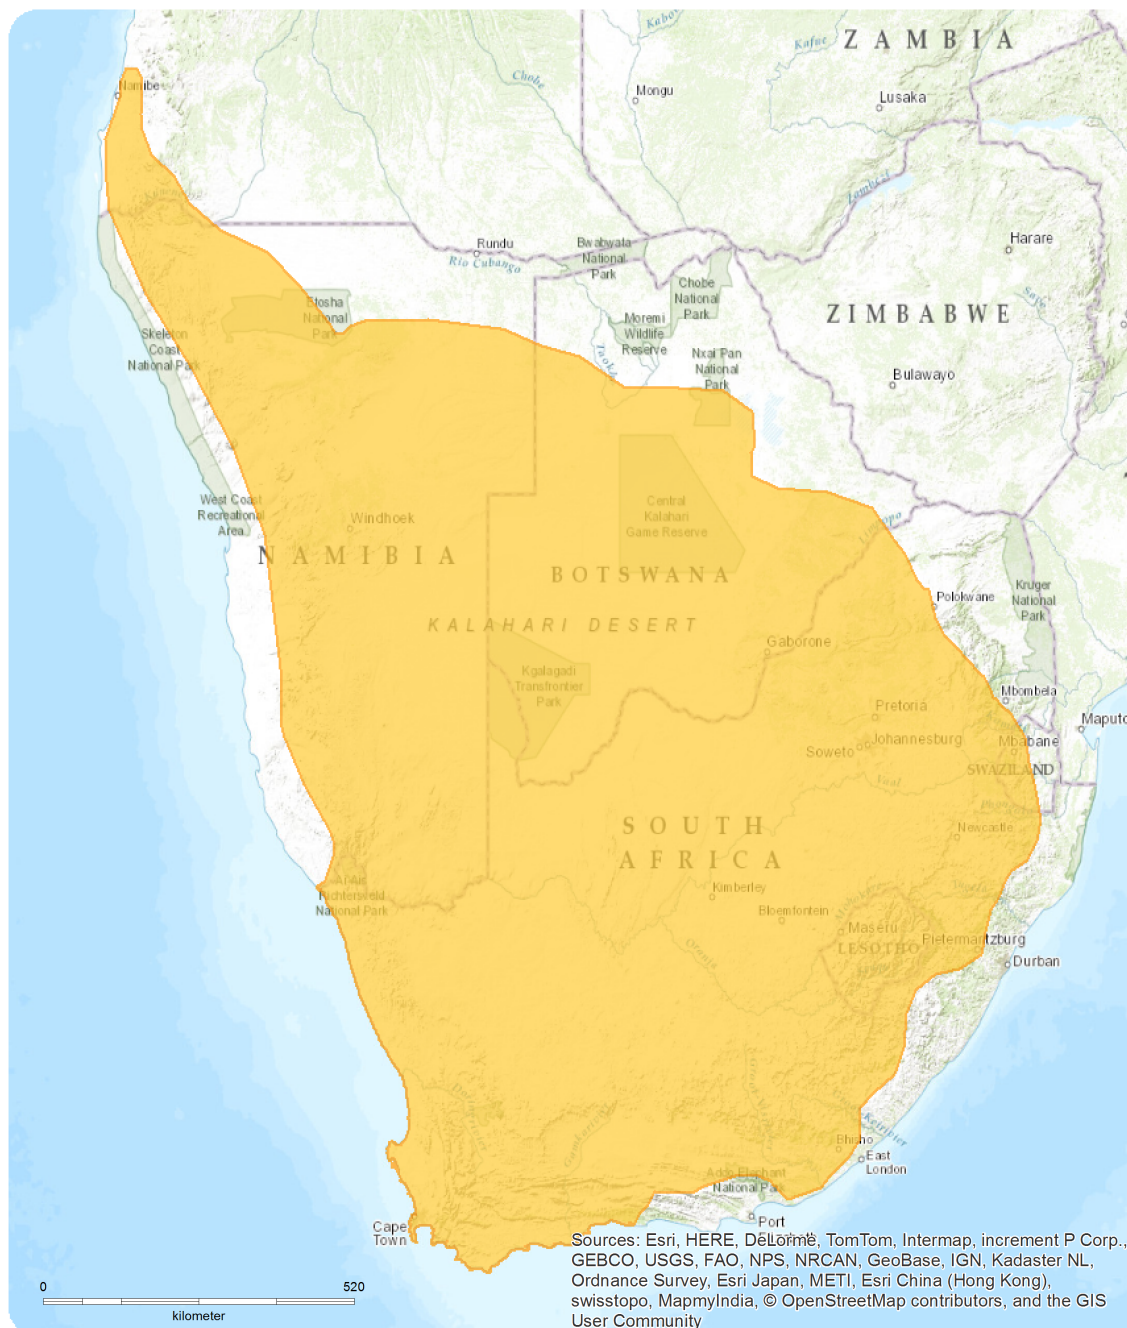 ZAMBIA
Kafue
Chobe
Namibe
Mongu
Lusaka
Zambezi
Rundu
Rio Cubango
Bwabwata
National
Park
Harare
Save
Chobe
National
Park
ZIMBABWE
Etosha
National
Park
Moremi
Wildlife
Reserve
Skeleton
Coast
National Park
Taoke
Nxai Pan
National
Park
Bulawayo
West Coast
Recreational
Area
Windhoek
Central
Kalahari
Game Reserve
Limpopo
NAMIBIA
BOTSWANA
Kruger
National
Park
Polokwane
KALAHARI DESERT
Gaborone
Kgalagadi
Transfrontier
Park
Mbombela
Pretoria
Maputo
Johannesburg
Soweto
Mbabane
SWAZILAND
Vaal
SOUTH
AFRICA
Newcastle
Ai-Ais
Richtersveld
National Park
Kimberley
Bloemfontein
Maseru
LESOTHO
Pietermaritzburg
Durban
Oranje
Bhisho
East
London
Addo Elephant
National Park
Cape
Town
Port
Sources: Esri, HERE, DeLorme, TomTom, Intermap, increment P Corp.,
GEBCO, USGS, FAO, NPS, NRCAN, GeoBase, IGN, Kadaster NL,
Ordnance Survey, Esri Japan, METI, Esri China (Hong Kong),
swisstopo, MapmyIndia, © OpenStreetMap contributors, and the GIS
User Community
0 520
kilometer